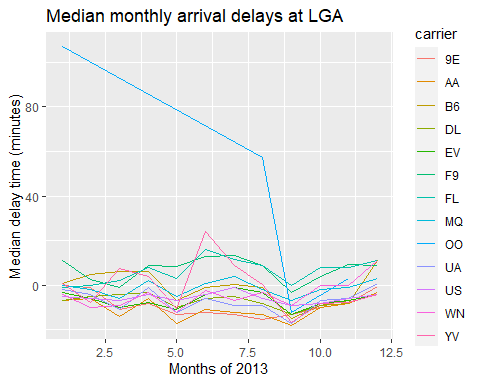 Median monthly arrival delays at LGA
Median delay time (minutes)
80
40
0
2.5 5.0 7.5 10.0 12.5
Months of 2013
carrier
9E
AA
B6
DL
EV
F9
FL
MQ
OO
UA
US
WN
YV